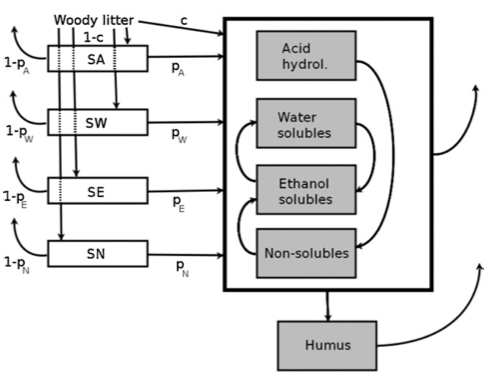 Woody litter
c
1-c
SA
1-pA
pA
Acid
hydrol.
SW
1-pW
pW
Water
solubles
SE
1-pE
pE
Ethanol
solubles
SN
1-pN
pN
Non-solubles
Humus